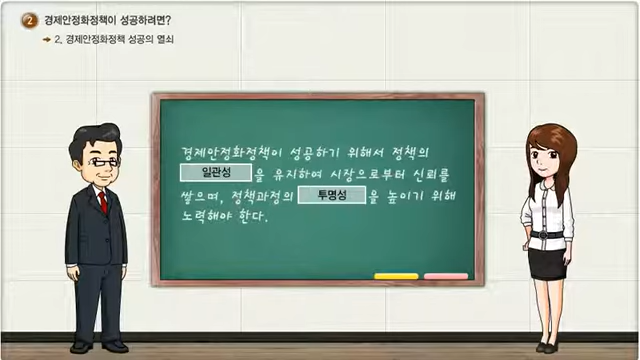 2 경제안정화정책이 성공하려면?
➡ 2. 경제안정화정책 성공의 열쇠
경제안정화정책이 성공하기 위해서 정책의
일관성 을 유지하여 시장으로부터 신뢰를
쌓으며, 정책과정의 투명성 을 높이기 위해
노력해야 한다.